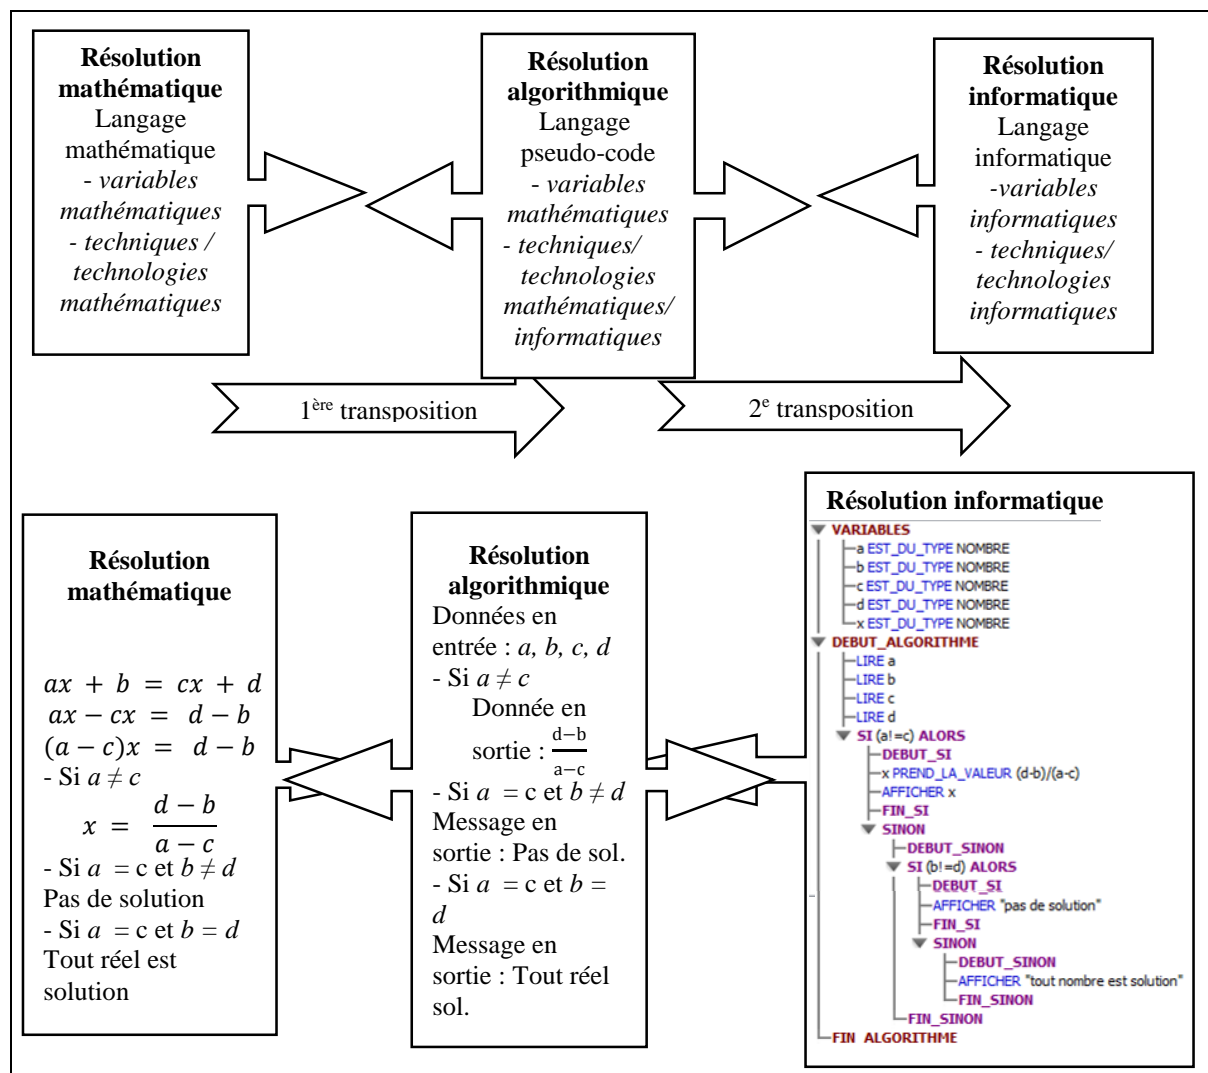 Résolution
mathématique
Langage
mathématique
- variables
mathématiques
- techniques /
technologies
mathématiques
Résolution
algorithmique
Langage
pseudo-code
- variables
mathématiques
- techniques/
technologies
mathématiques/
informatiques
Résolution
informatique
Langage
informatique
-variables
informatiques
- techniques/
technologies
informatiques
1ère transposition
2e transposition
Résolution
mathématique
ax + b = cx + d
ax − cx = d − b
(a − c)x = d − b
- Si a ≠ c
x = (d − b)/(a − c)
- Si a = c et b ≠ d
Pas de solution
- Si a = c et b = d
Tout réel est
solution
Résolution
algorithmique
Données en
entrée : a, b, c, d
- Si a ≠ c
Donnée en
sortie : (d−b)/(a−c)
- Si a = c et b ≠ d
Message en
sortie : Pas de sol.
- Si a = c et b =
d
Message en
sortie : Tout réel
sol.
Résolution informatique
VARIABLES
a EST_DU_TYPE NOMBRE
b EST_DU_TYPE NOMBRE
c EST_DU_TYPE NOMBRE
d EST_DU_TYPE NOMBRE
x EST_DU_TYPE NOMBRE
DEBUT_ALGORITHME
LIRE a
LIRE b
LIRE c
LIRE d
SI (a!=c) ALORS
DEBUT_SI
x PREND_LA_VALEUR (d-b)/(a-c)
AFFICHER x
FIN_SI
SINON
DEBUT_SINON
SI (b!=d) ALORS
DEBUT_SI
AFFICHER "pas de solution"
FIN_SI
SINON
DEBUT_SINON
AFFICHER "tout nombre est solution"
FIN_SINON
FIN_SINON
FIN_ALGORITHME